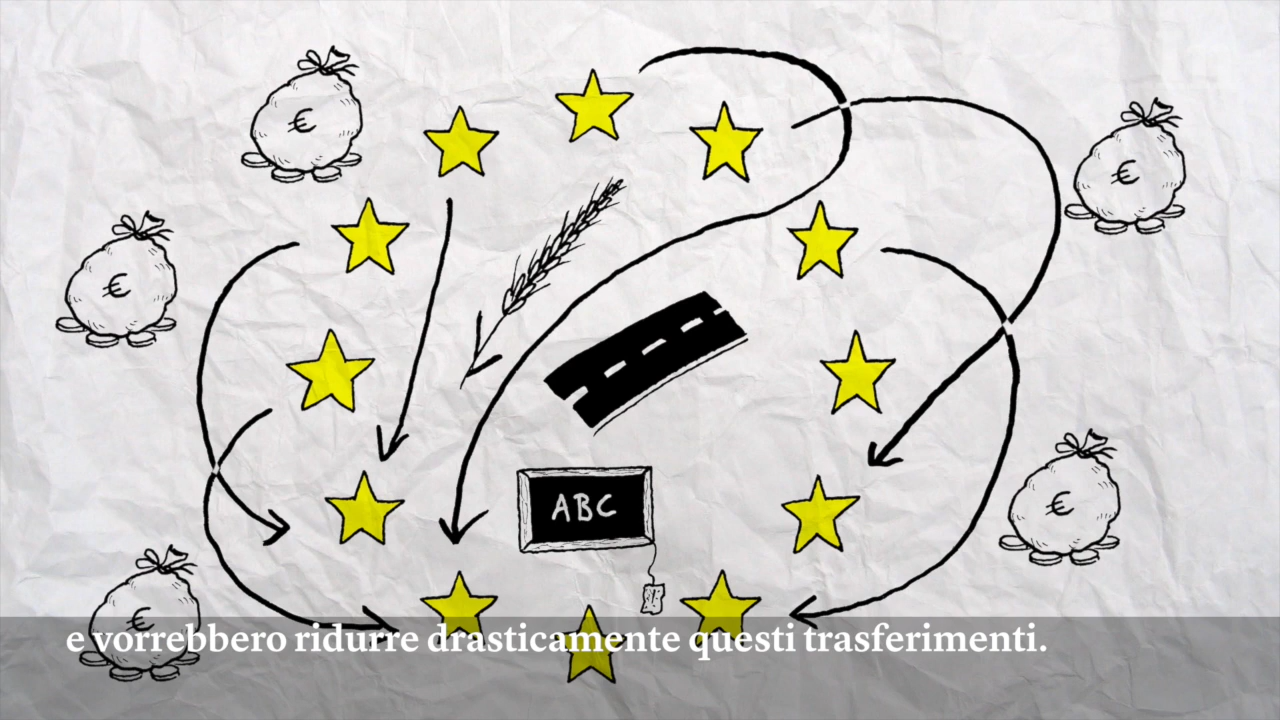 €
€
€
€
ABC
€
e vorrebbero ridurre drasticamente questi trasferimenti.